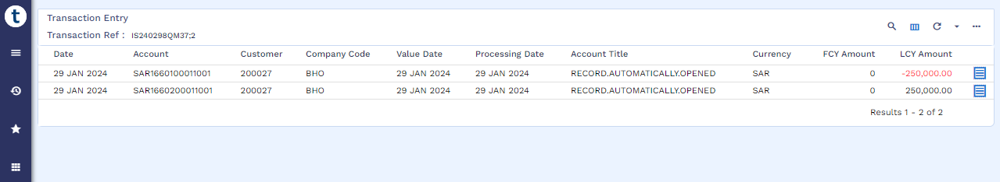 t
Transaction Entry
Transaction Ref : IS240298QM37;2
Date Account Customer Company Code Value Date Processing Date Account Title Currency FCY Amount LCY Amount
29 JAN 2024 SAR1660100011001 200027 BHO 29 JAN 2024 29 JAN 2024 RECORD.AUTOMATICALLY.OPENED SAR 0 -250,000.00
29 JAN 2024 SAR1660200011001 200027 BHO 29 JAN 2024 29 JAN 2024 RECORD.AUTOMATICALLY.OPENED SAR 0 250,000.00
Results 1 - 2 of 2